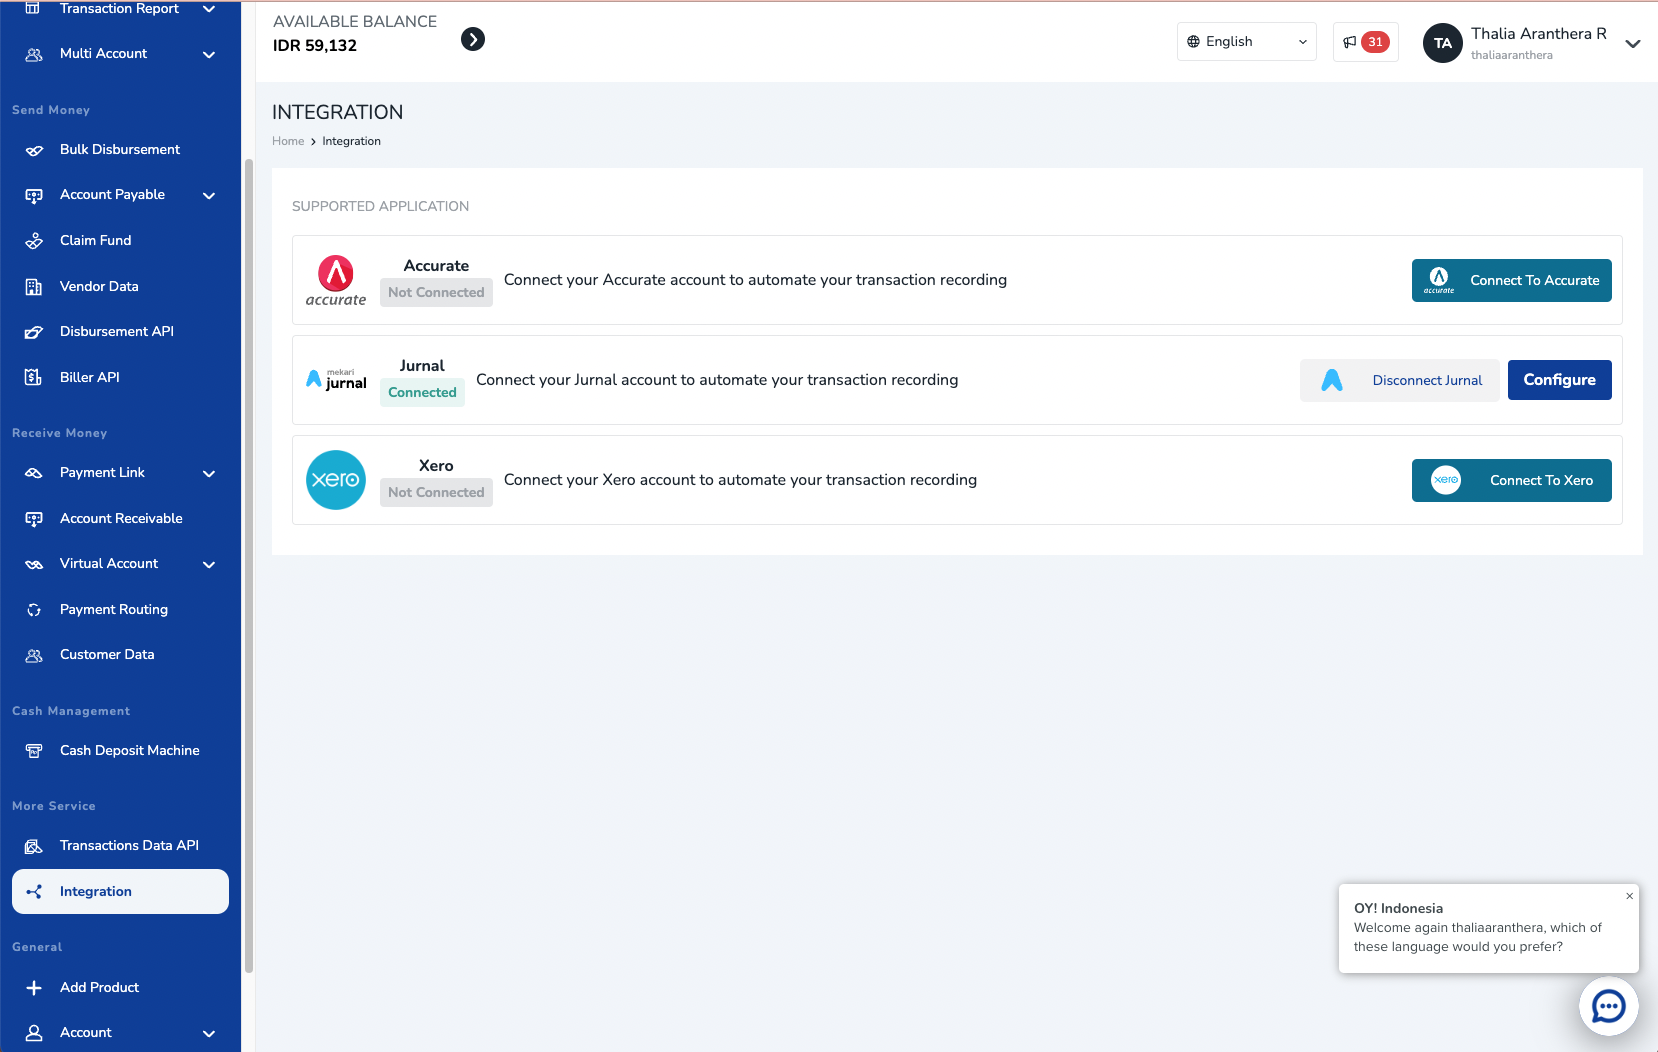 Transaction Report
Multi Account
Send Money
Bulk Disbursement
Account Payable
Claim Fund
Vendor Data
Disbursement API
Biller API
Receive Money
Payment Link
Account Receivable
Virtual Account
Payment Routing
Customer Data
Cash Management
Cash Deposit Machine
More Service
Transactions Data API
Integration
General
Add Product
Account
AVAILABLE BALANCE
IDR 59,132
English
31
TA
Thalia Aranthera R
thaliaaranthera
INTEGRATION
Home > Integration
SUPPORTED APPLICATION
accurate
Accurate
Not Connected
Connect your Accurate account to automate your transaction recording
accurate
Connect To Accurate
mekari
jurnal
Jurnal
Connected
Connect your Jurnal account to automate your transaction recording
Disconnect Jurnal
Configure
xero
Xero
Not Connected
Connect your Xero account to automate your transaction recording
xero
Connect To Xero
OY! Indonesia
Welcome again thaliaaranthera, which of
these language would you prefer?